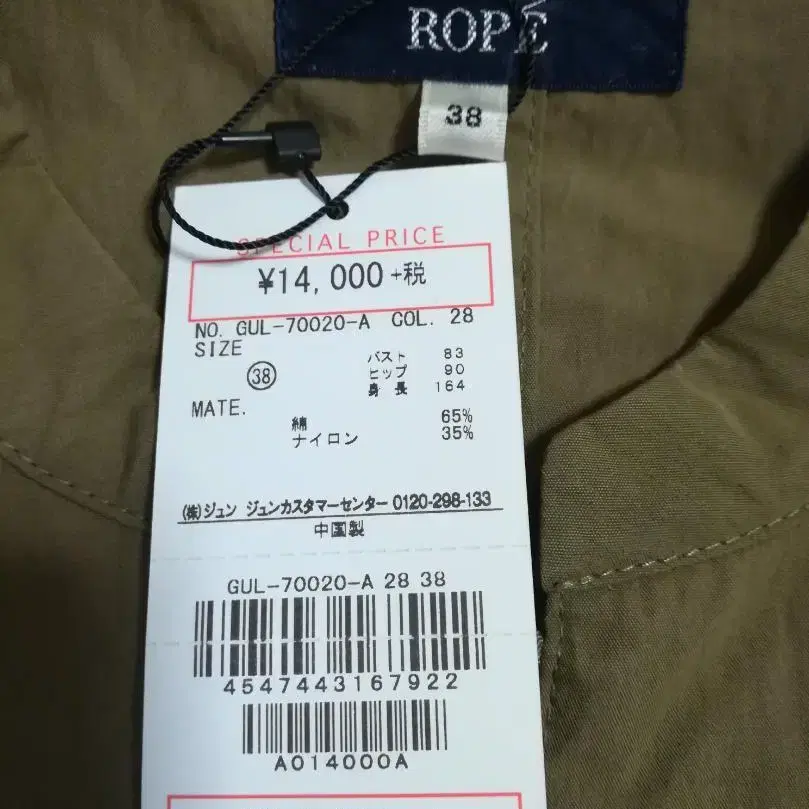 ROPÉ
38
SPECIAL PRICE
¥14,000+税
NO. GUL-70020-A COL. 28
SIZE
38
バスト 83
ヒップ 90
身長 164
MATE.
綿 65%
ナイロン 35%
(株)ジュン ジュンカスタマーセンター 0120-298-133
中国製
GUL-70020-A 28 38
4547443167922
A014000A